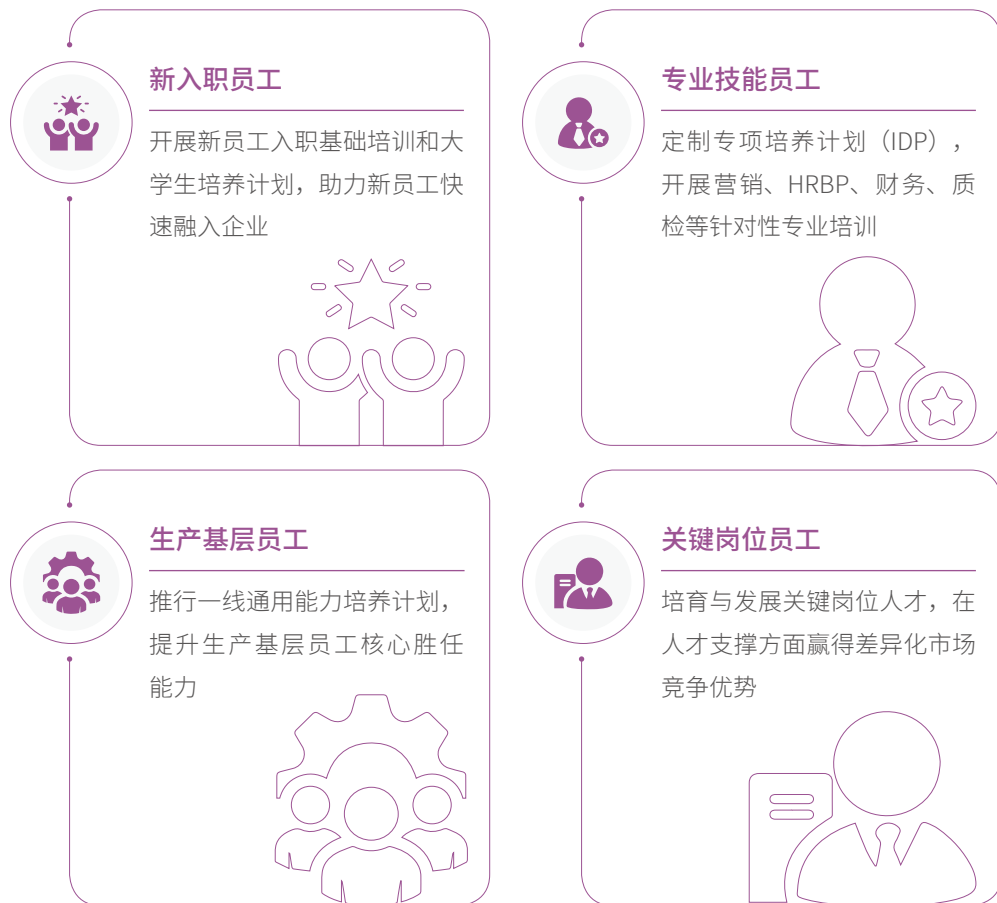 新入职员工
开展新员工入职基础培训和大
学生培养计划，助力新员工快
速融入企业
专业技能员工
定制专项培养计划（IDP），
开展营销、HRBP、财务、质
检等针对性专业培训
生产基层员工
推行一线通用能力培养计划，
提升生产基层员工核心胜任
能力
关键岗位员工
培育与发展关键岗位人才，在
人才支撑方面赢得差异化市场
竞争优势